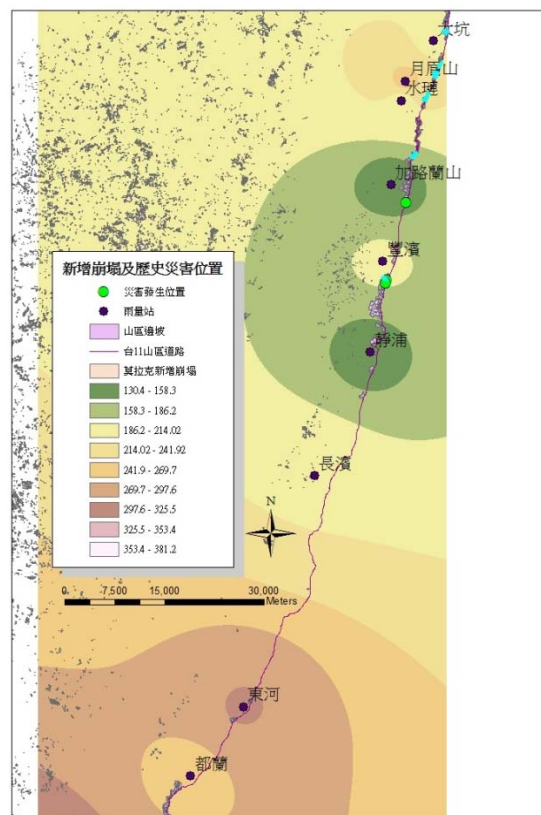 大坑
月眉山
水璉
加路蘭山
豐濱
靜浦
長濱
東河
都蘭
新增崩塌及歷史災害位置
災害發生位置
雨量站
山區邊坡
台11山區道路
莫拉克新增崩塌
130.4 - 158.3
158.3 - 186.2
186.2 - 214.02
214.02 - 241.92
241.9 - 269.7
269.7 - 297.6
297.6 - 325.5
325.5 - 353.4
353.4 - 381.2
N
0 7,500 15,000 30,000
Meters